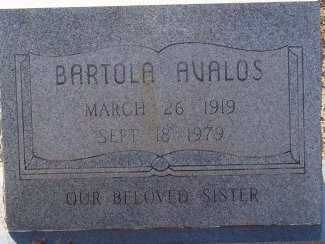 BARTOLA AVALOS
MARCH 26 1919
SEPT 18 1979
OUR BELOVED SISTER